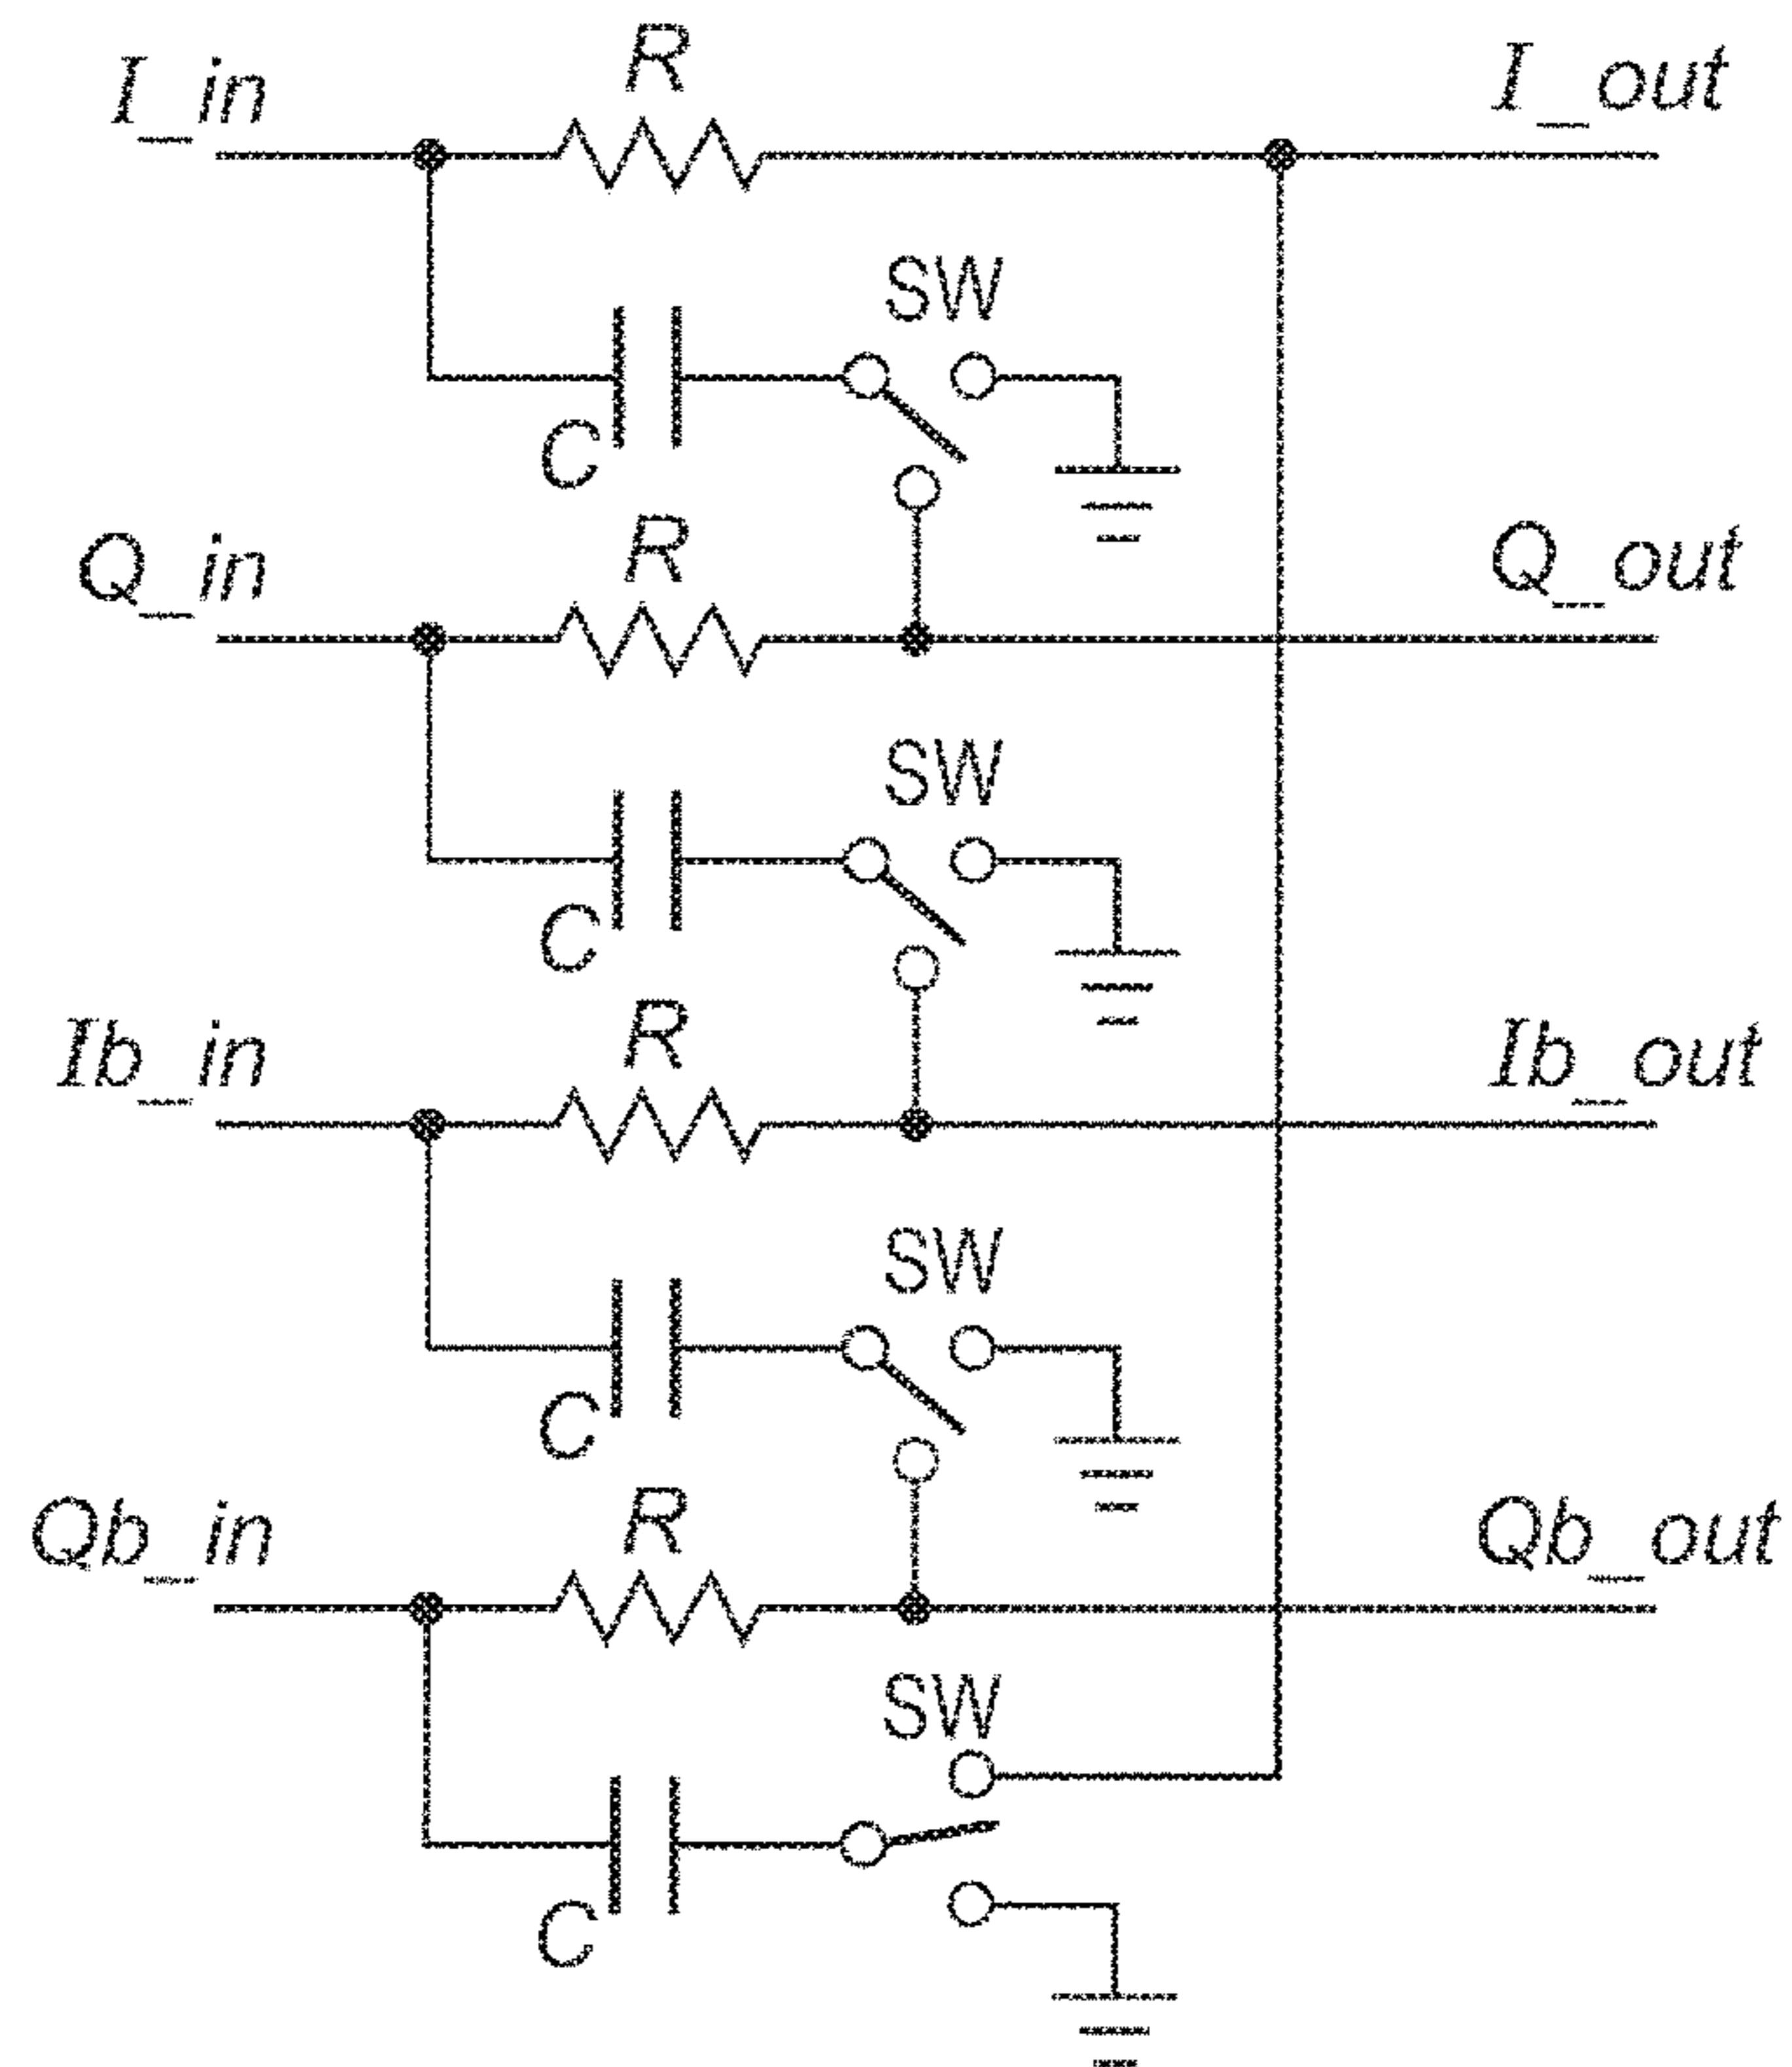 R
I_in
I_out
SW
C
R
Q_in
Q_out
SW
C
R
Ib_in
Ib_out
SW
C
R
Qb_in
Qb_out
SW
C